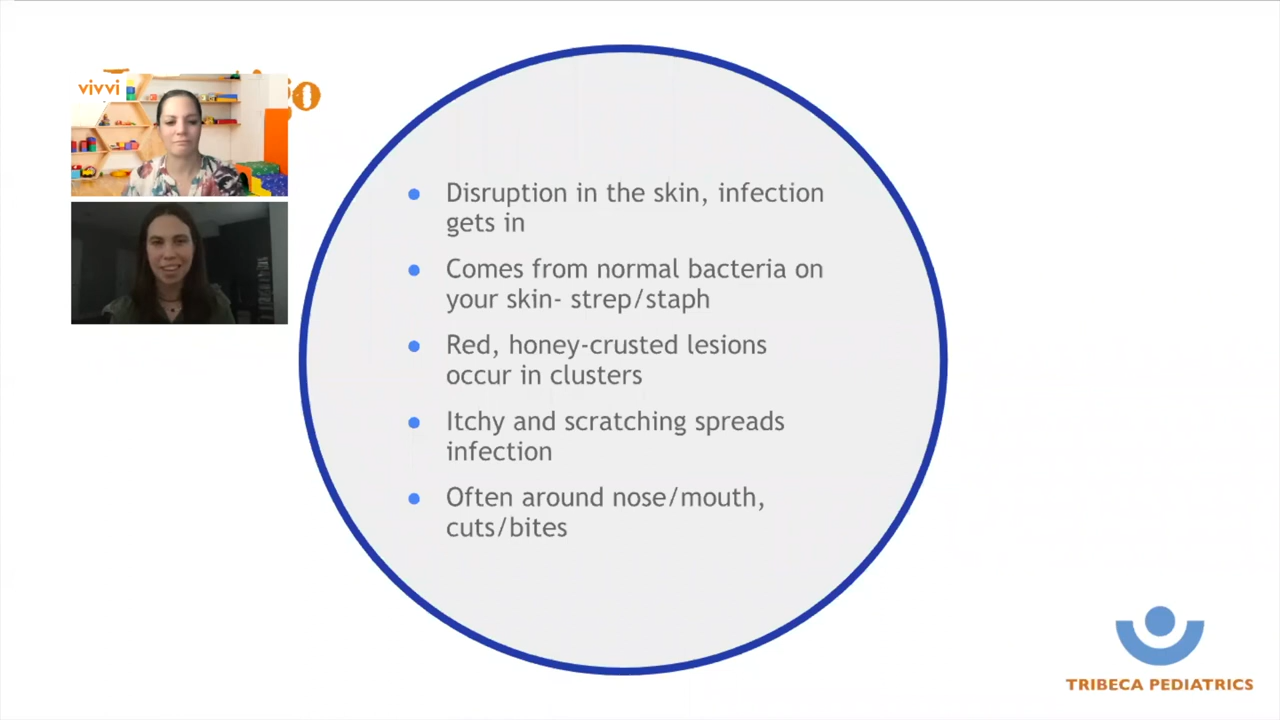 vivvi
Disruption in the skin, infection
gets in
Comes from normal bacteria on
your skin- strep/staph
Red, honey-crusted lesions
occur in clusters
Itchy and scratching spreads
infection
Often around nose/mouth,
cuts/bites
TRIBECA PEDIATRICS